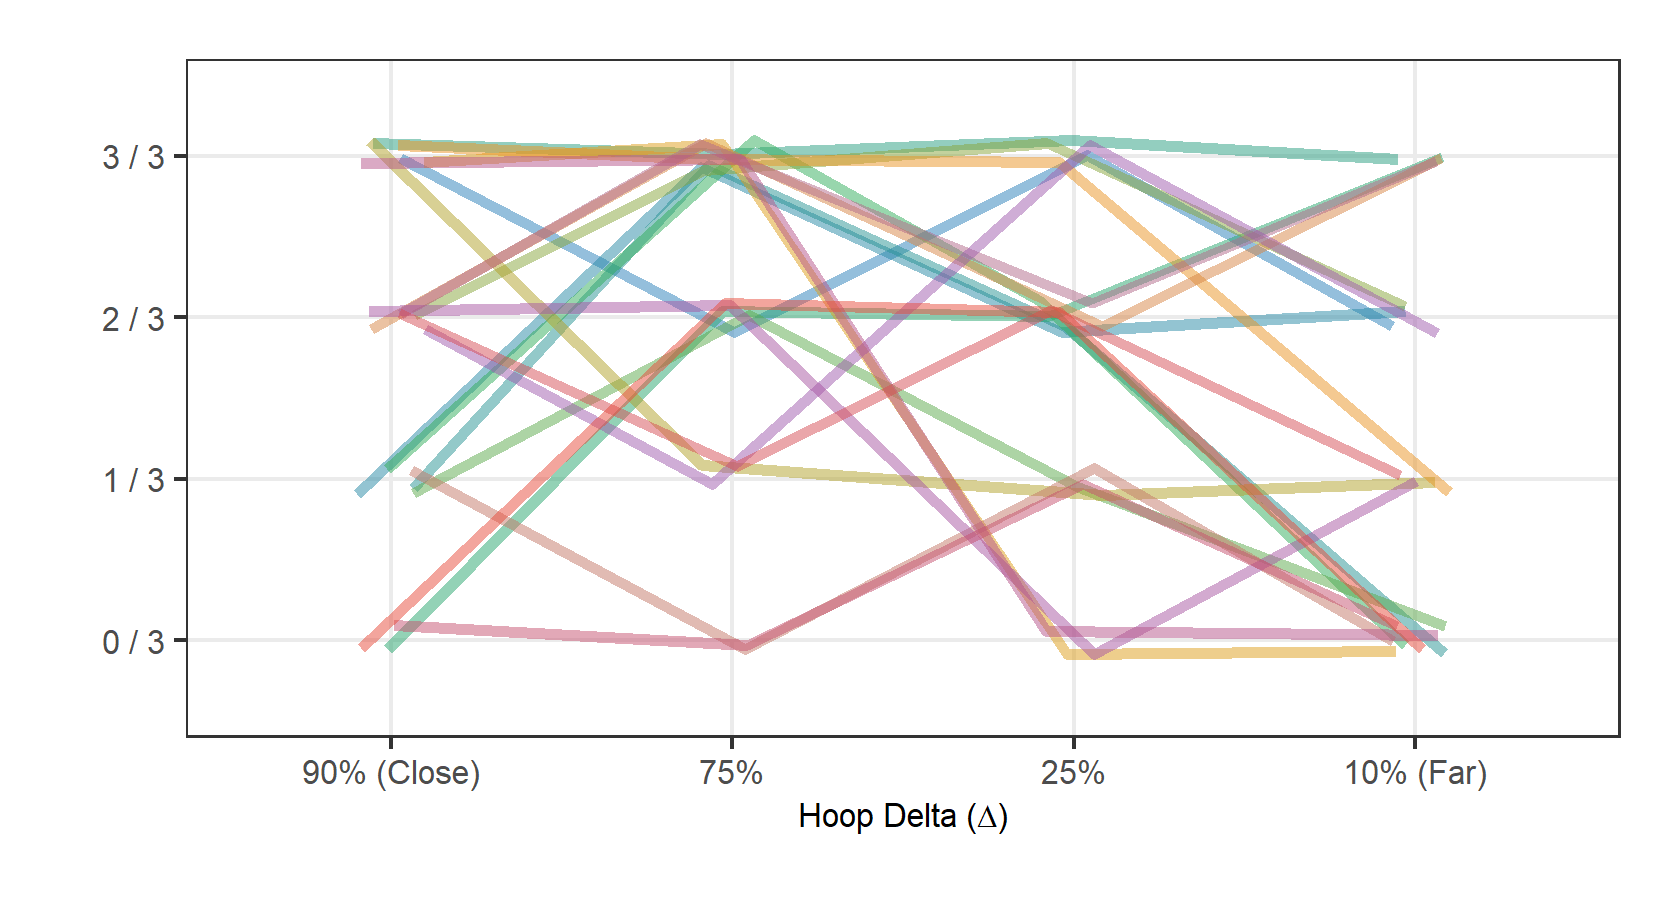 3 / 3
2 / 3
1 / 3
0 / 3
90% (Close) 75% 25% 10% (Far)
Hoop Delta (Δ)